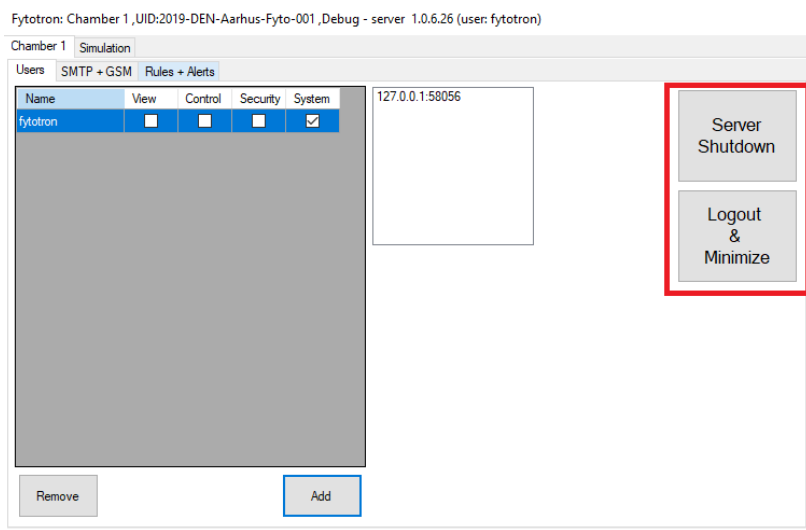 Fytotron: Chamber 1 ,UID:2019-DEN-Aarhus-Fyto-001 ,Debug - server 1.0.6.26 (user: fytotron)
Chamber 1 Simulation
Users SMTP + GSM Rules + Alerts
Name View Control Security System
fytotron
127.0.0.1:58056
Server
Shutdown
Logout
&
Minimize
Remove Add